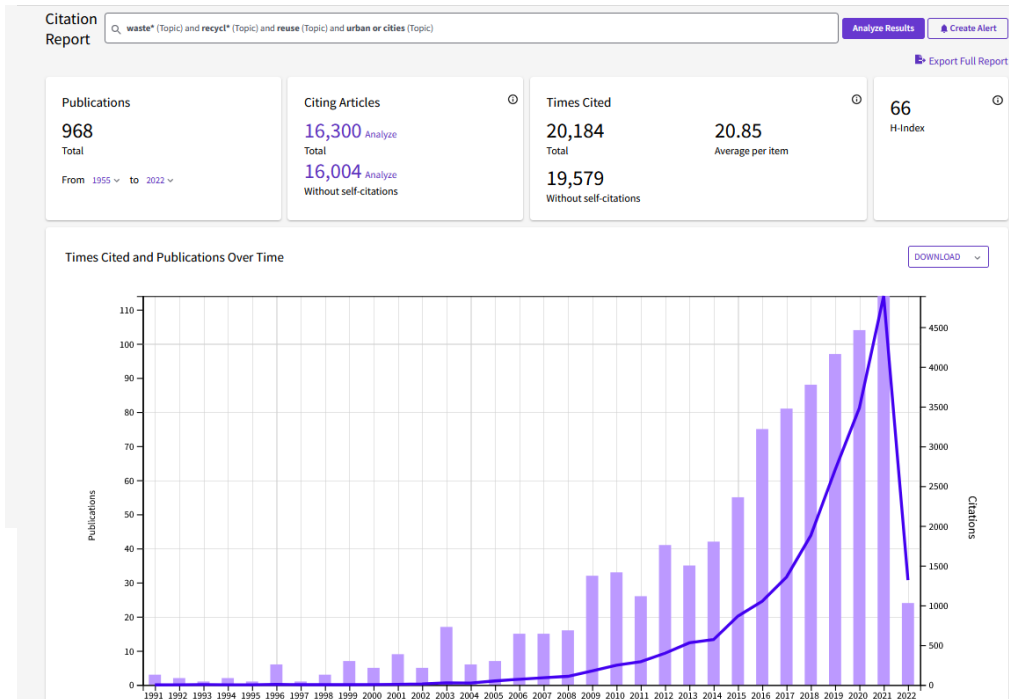 Citation
Report
waste* (Topic) and recycl* (Topic) and reuse (Topic) and urban or cities (Topic)
Analyze Results
Create Alert
Export Full Report
Publications
968
Total
From 1955 to 2022
Citing Articles
16,300 Analyze
Total
16,004 Analyze
Without self-citations
Times Cited
20,184
Total
19,579
Without self-citations
20.85
Average per item
66
H-Index
Times Cited and Publications Over Time
DOWNLOAD
Publications
110
100
90
80
70
60
50
40
30
20
10
0
4500
4000
3500
3000
2500
2000
1500
1000
500
0
Citations
1991 1992 1993 1994 1995 1996 1997 1998 1999 2000 2001 2002 2003 2004 2005 2006 2007 2008 2009 2010 2011 2012 2013 2014 2015 2016 2017 2018 2019 2020 2021 2022